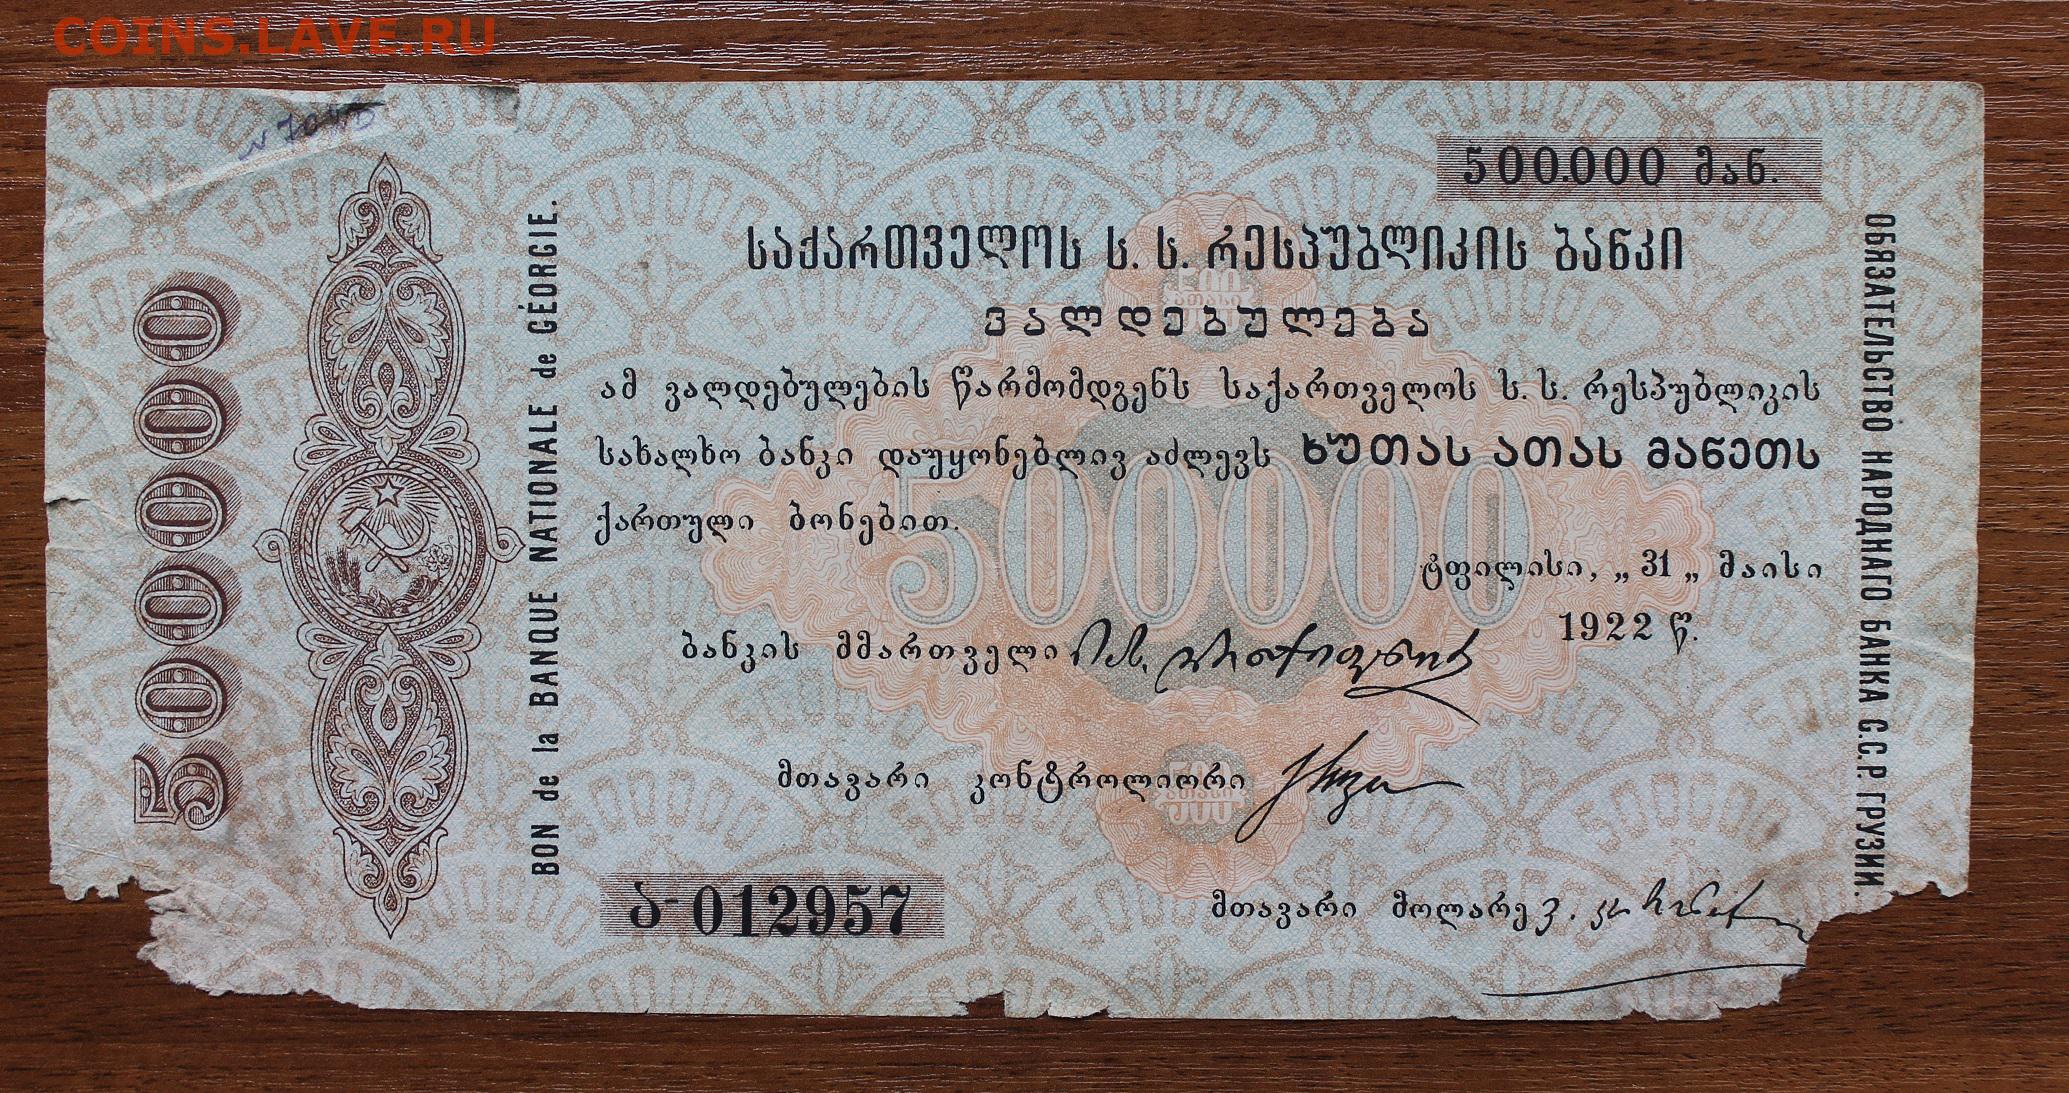 COINS.LAVE.RU
500000
BON de la BANQUE NATIONALE de GÈORGIE.
500.000 მან.
საქართველოს ს. ს. რესპუბლიკის ბანკი
ვალდებულება
ამ ვალდებულების წარმომდგენს საქართველოს ს. ს. რესპუბლიკის
სახალხო ბანკი დაუყონებლივ აძლევს ხუთას ათას მანეთს
ქართული ბონებით.
500000
ტფილისი, „ 31 „ მაისი
1922 წ.
ბანკის მმართველი
მთავარი კონტროლიორი
მთავარი მოლარე
ბ-012957
ОБЯЗАТЕЛЬСТВО НАРОДНАГО БАНКА С.С.Р. ГРУЗИИ.